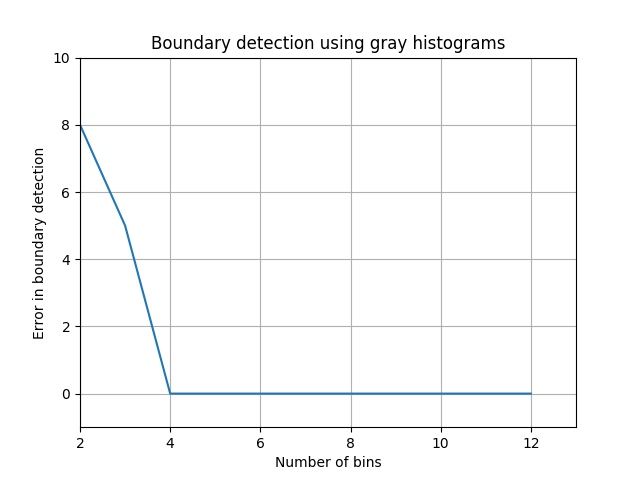 Boundary detection using gray histograms
10
8
6
4
2
0
Error in boundary detection
2 4 6 8 10 12
Number of bins